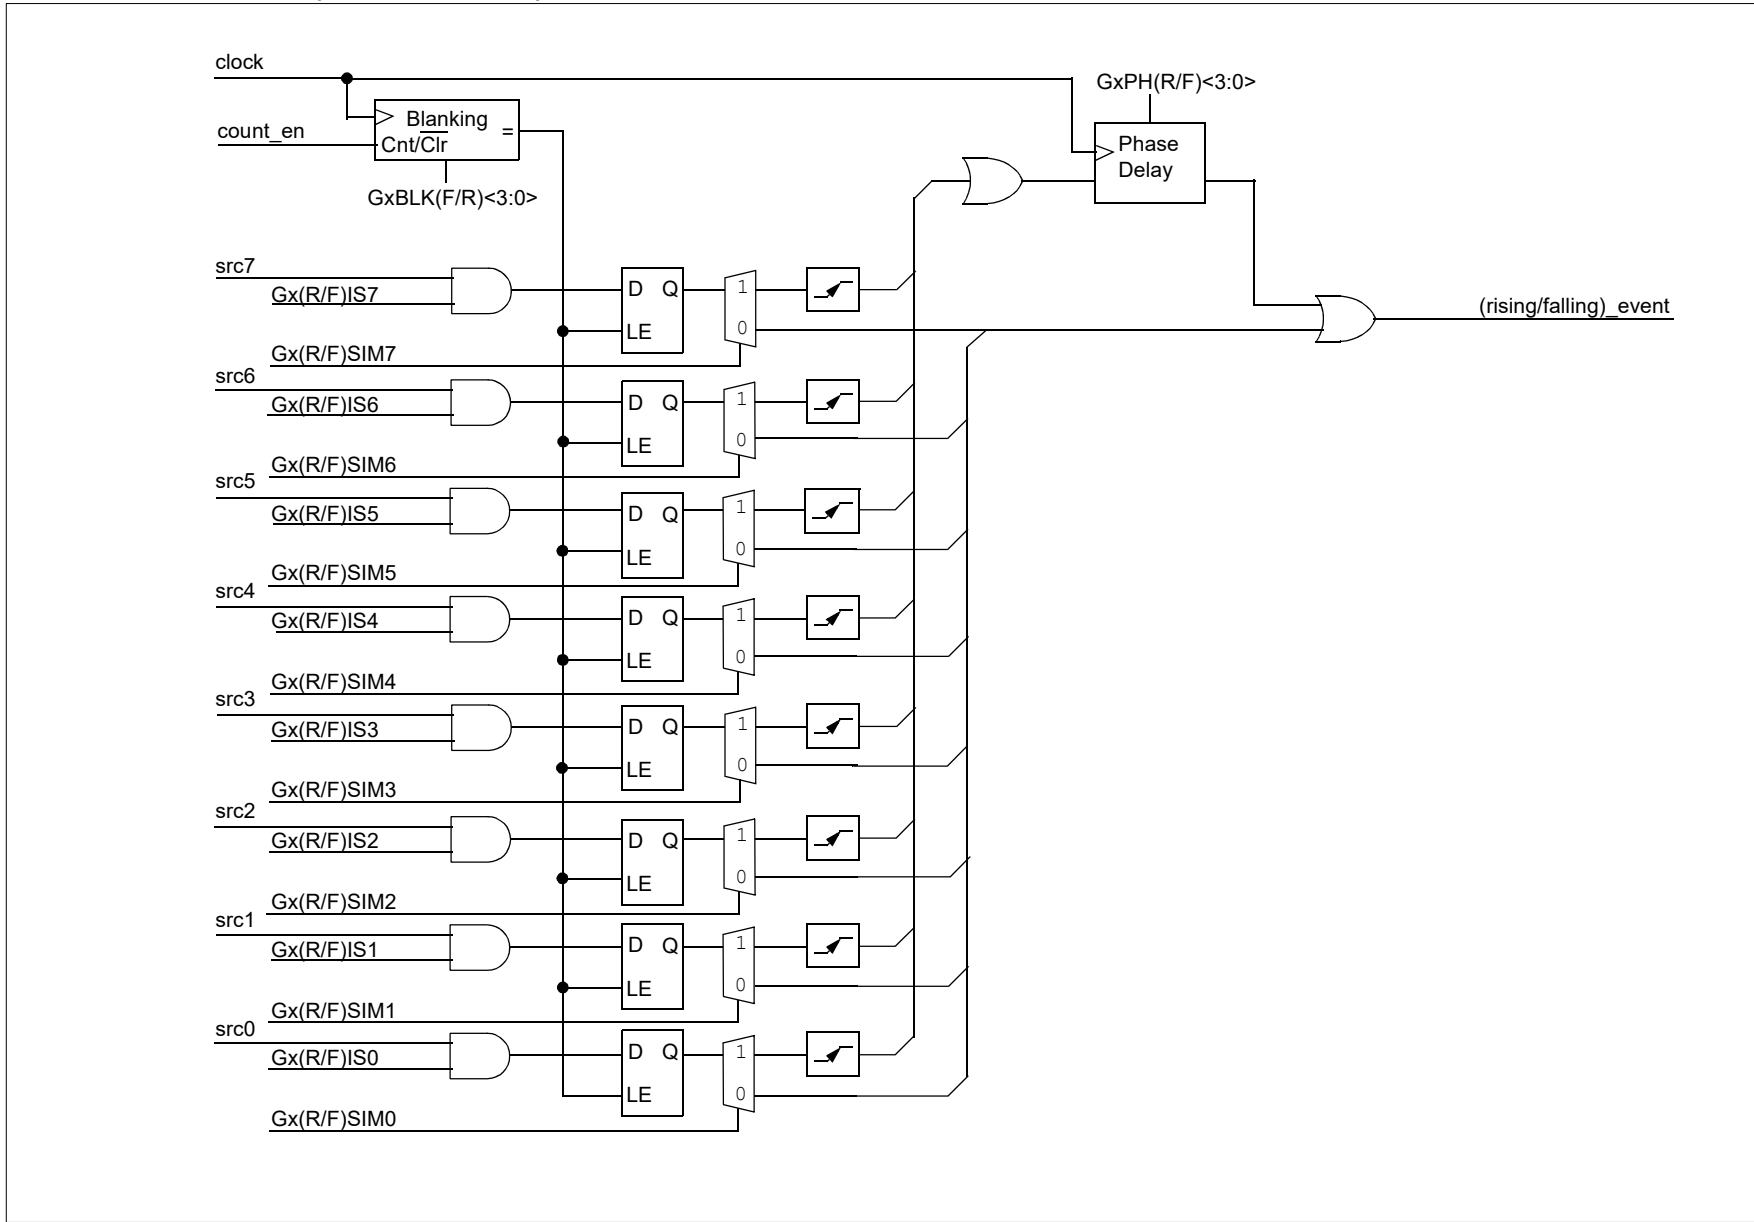 clock
GxPH(R/F)<3:0>
Blanking
=
count_en
Cnt/Clr
Phase
Delay
GxBLK(F/R)<3:0>
src7
Gx(R/F)IS7
D Q
1
(rising/falling)_event
LE
0
Gx(R/F)SIM7
src6
Gx(R/F)IS6
D Q
1
LE
0
Gx(R/F)SIM6
src5
Gx(R/F)IS5
D Q
1
LE
0
Gx(R/F)SIM5
src4
Gx(R/F)IS4
D Q
1
LE
0
Gx(R/F)SIM4
src3
Gx(R/F)IS3
D Q
1
LE
0
Gx(R/F)SIM3
src2
Gx(R/F)IS2
D Q
1
LE
0
Gx(R/F)SIM2
src1
Gx(R/F)IS1
D Q
1
LE
0
Gx(R/F)SIM1
src0
Gx(R/F)IS0
D Q
1
LE
0
Gx(R/F)SIM0